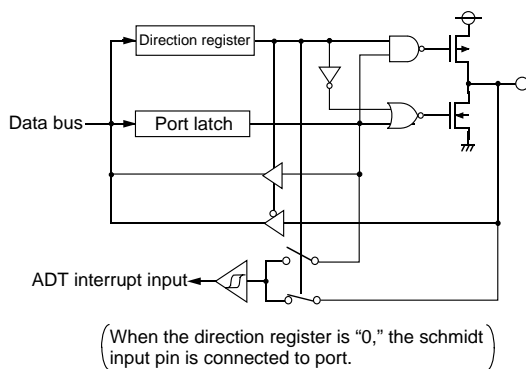 Direction register
Data bus
Port latch
ADT interrupt input
(When the direction register is “0,” the schmidt
input pin is connected to port.)